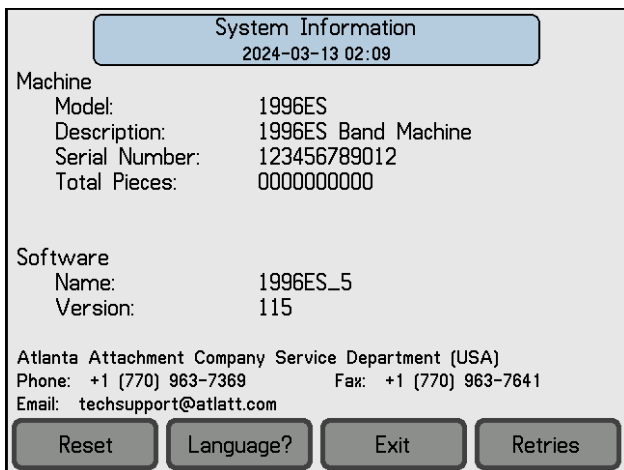 System Information
2024-03-13 02:09
Machine
Model: 1996ES
Description: 1996ES Band Machine
Serial Number: 123456789012
Total Pieces: 0000000000
Software
Name: 1996ES_5
Version: 115
Atlanta Attachment Company Service Department (USA)
Phone: +1 (770) 963-7369 Fax: +1 (770) 963-7641
Email: techsupport@atlatt.com
Reset Language? Exit Retries